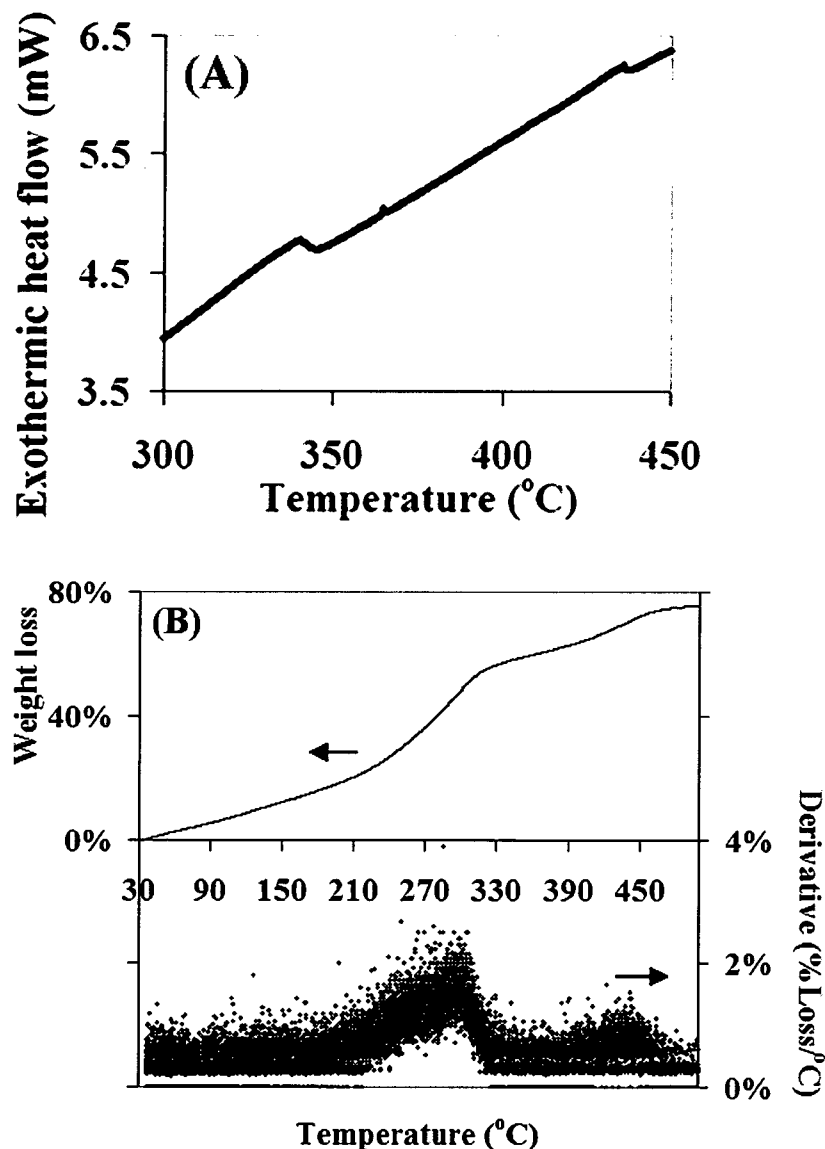 Exothermic heat flow (mW)
6.5
5.5
4.5
3.5
(A)
300 350 400 450
Temperature (°C)
Weight loss
80%
40%
0%
(B)
30 90 150 210 270 330 390 450
4%
2%
0%
Derivative (% Loss/°C)
Temperature (°C)